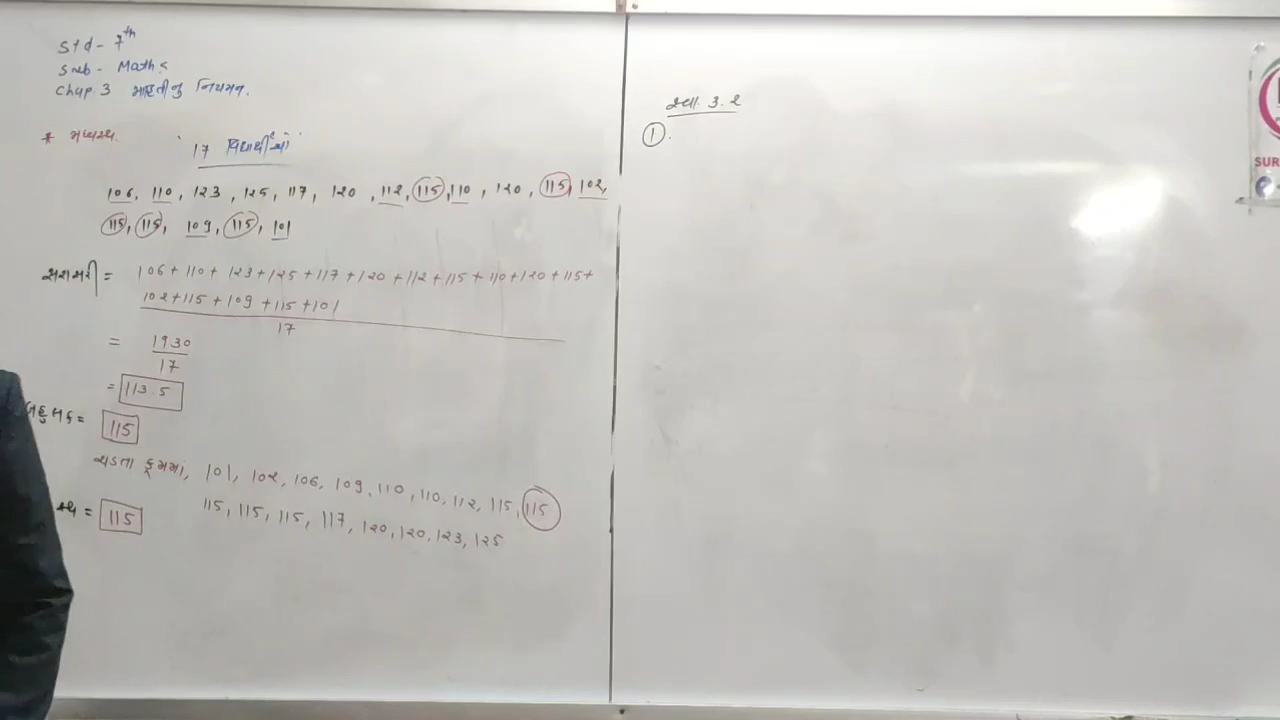 Std - 7th
Sub - Maths
Chap 3 માહિતીનું નિયમન.
* મધ્યસ્થ.
17 વિદ્યાર્થીઓ
106, 110, 123, 125, 117, 120, 112, 115, 110, 120, 115, 102,
115, 115, 109, 115, 101
સરાસરી = 106 + 110 + 123 + 125 + 117 + 120 + 112 + 115 + 110 + 120 + 115 +
102 + 115 + 109 + 115 + 101
17
= 1930
17
= 113.5
બહુલક = 115
ચડતા ક્રમમાં, 101, 102, 106, 109, 110, 110, 112, 115, 115
115, 115, 115, 117, 120, 120, 123, 125
સ્થ = 115
સ્વા. 3.2
① .
SUR